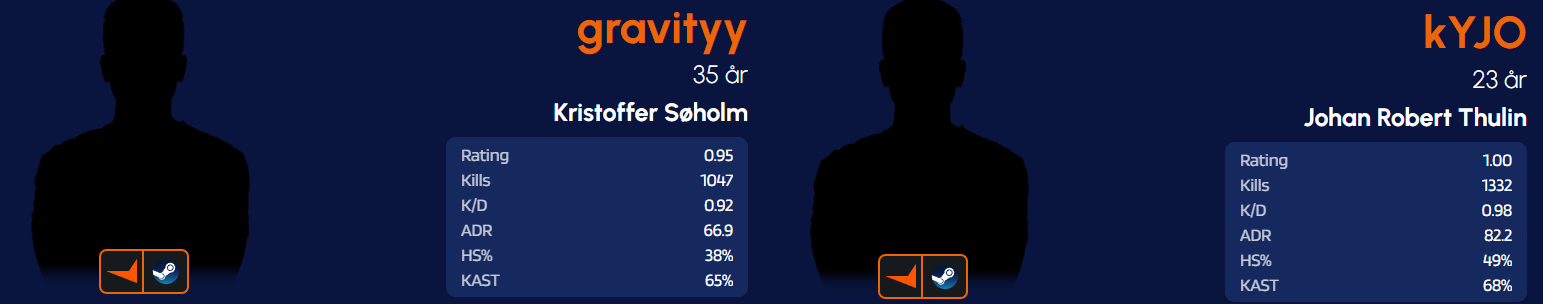 gravityy
35 år
Kristoffer Søholm
Rating 0.95
Kills 1047
K/D 0.92
ADR 66.9
HS% 38%
KAST 65%
kYJO
23 år
Johan Robert Thulin
Rating 1.00
Kills 1332
K/D 0.98
ADR 82.2
HS% 49%
KAST 68%